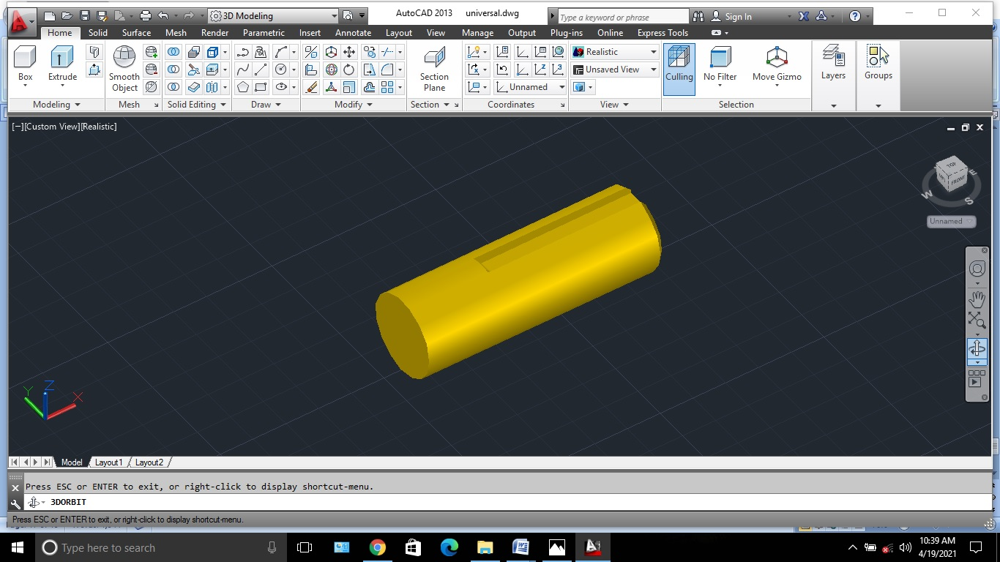 3D Modeling
AutoCAD 2013 universal.dwg
Type a keyword or phrase
Sign In
Home Solid Surface Mesh Render Parametric Insert Annotate Layout View Manage Output Plug-ins Online Express Tools
Box
Extrude
Smooth
Object
Section
Plane
Unnamed
Realistic
Unsaved View
Culling
No Filter
Move Gizmo
Layers
Groups
Modeling
Mesh
Solid Editing
Draw
Modify
Section
Coordinates
View
Selection
[−][Custom View][Realistic]
TOP
FRONT
W
S
E
Unnamed
Y
Z
X
Model Layout1 Layout2
Press ESC or ENTER to exit, or right-click to display shortcut-menu.
3DORBIT
Press ESC or ENTER to exit, or right-click to display shortcut-menu.
Type here to search
10:39 AM
4/19/2021